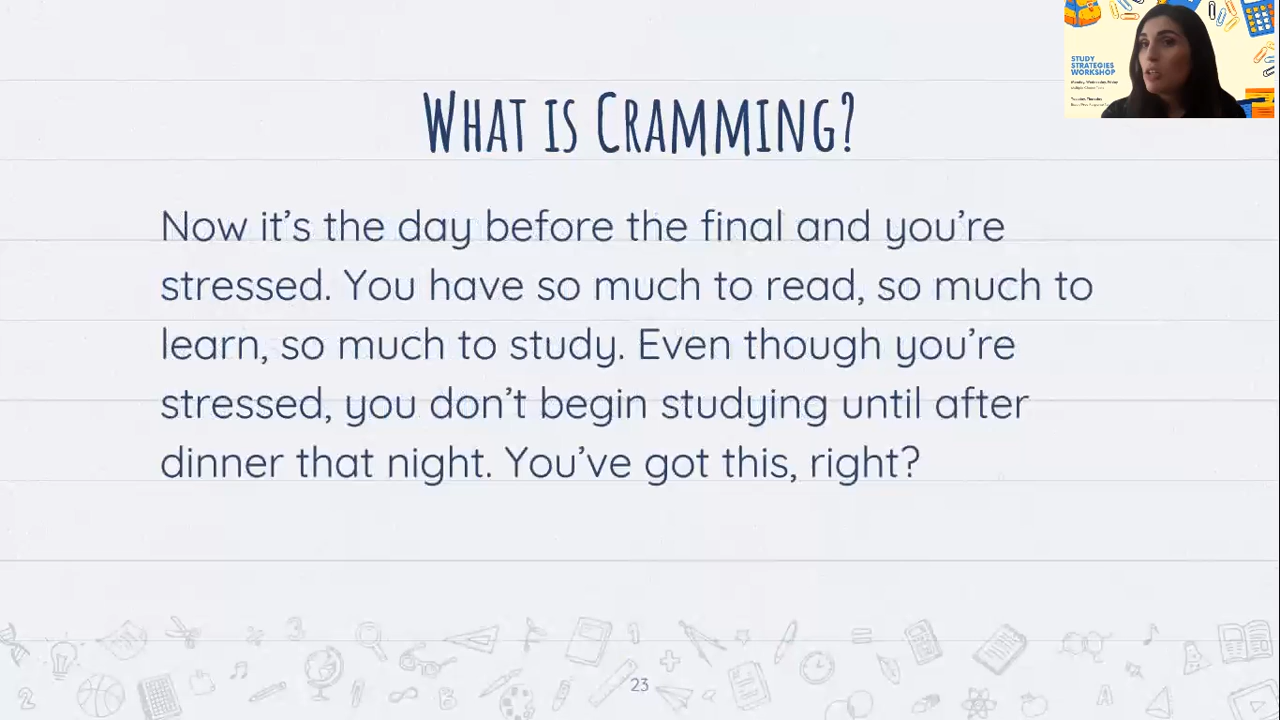 WHAT IS CRAMMING?
Now it's the day before the final and you're
stressed. You have so much to read, so much to
learn, so much to study. Even though you're
stressed, you don't begin studying until after
dinner that night. You've got this, right?
23
STUDY
STRATEGIES
WORKSHOP